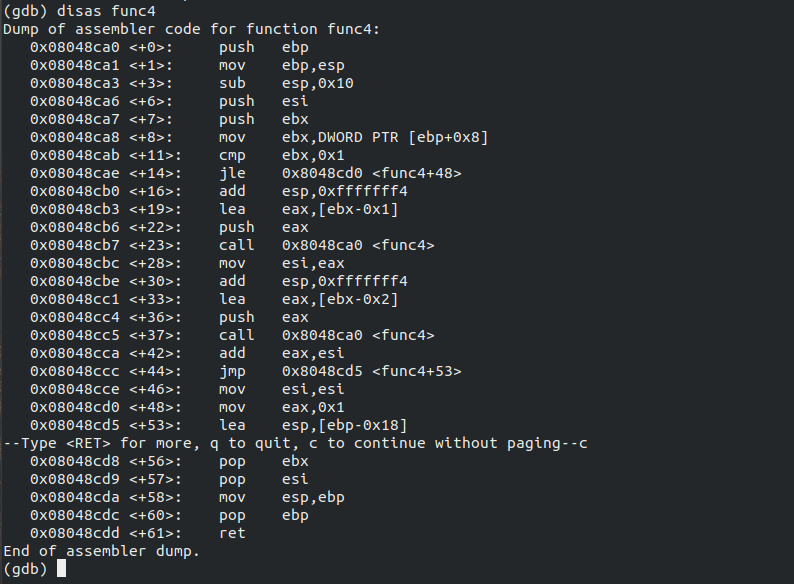 (gdb) disas func4
Dump of assembler code for function func4:
   0x08048ca0 <+0>:     push   ebp
   0x08048ca1 <+1>:     mov    ebp,esp
   0x08048ca3 <+3>:     sub    esp,0x10
   0x08048ca6 <+6>:     push   esi
   0x08048ca7 <+7>:     push   ebx
   0x08048ca8 <+8>:     mov    ebx,DWORD PTR [ebp+0x8]
   0x08048cab <+11>:    cmp    ebx,0x1
   0x08048cae <+14>:    jle    0x8048cd0 <func4+48>
   0x08048cb0 <+16>:    add    esp,0xfffffff4
   0x08048cb3 <+19>:    lea    eax,[ebx-0x1]
   0x08048cb6 <+22>:    push   eax
   0x08048cb7 <+23>:    call   0x8048ca0 <func4>
   0x08048cbc <+28>:    mov    esi,eax
   0x08048cbe <+30>:    add    esp,0xfffffff4
   0x08048cc1 <+33>:    lea    eax,[ebx-0x2]
   0x08048cc4 <+36>:    push   eax
   0x08048cc5 <+37>:    call   0x8048ca0 <func4>
   0x08048cca <+42>:    add    eax,esi
   0x08048ccc <+44>:    jmp    0x8048cd5 <func4+53>
   0x08048cce <+46>:    mov    esi,esi
   0x08048cd0 <+48>:    mov    eax,0x1
   0x08048cd5 <+53>:    lea    esp,[ebp-0x18]
--Type <RET> for more, q to quit, c to continue without paging--c
   0x08048cd8 <+56>:    pop    ebx
   0x08048cd9 <+57>:    pop    esi
   0x08048cda <+58>:    mov    esp,ebp
   0x08048cdc <+60>:    pop    ebp
   0x08048cdd <+61>:    ret
End of assembler dump.
(gdb)